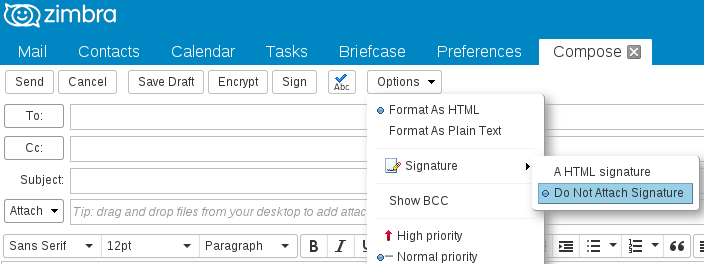 zimbra
Mail Contacts Calendar Tasks Briefcase Preferences Compose
Send Cancel Save Draft Encrypt Sign Abc Options
To:
Format As HTML
Format As Plain Text
Cc:
Signature
A HTML signature
Subject:
Do Not Attach Signature
Show BCC
Attach Tip: drag and drop files from your desktop to add attac
High priority
Sans Serif 12pt Paragraph B I
Normal priority